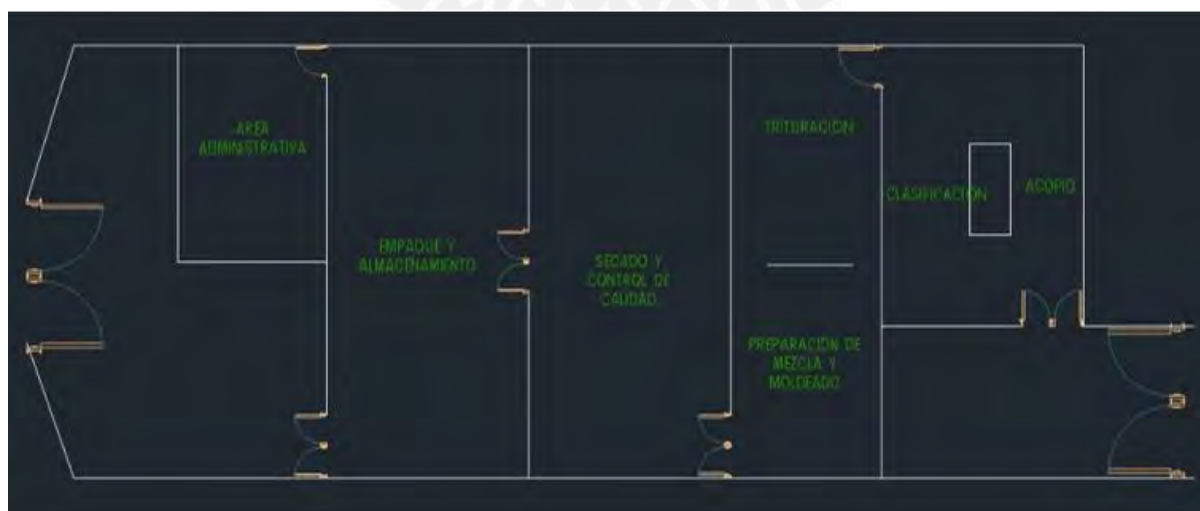 AREA
ADMINISTRATIVA
EMPAQUE Y
ALMACENAMIENTO
SECADO Y
CONTROL DE
CALIDAD
TRITURACION
PREPARACION DE
MEZCLA Y
MOLDEADO
CLASIFICACION
ACOPIO